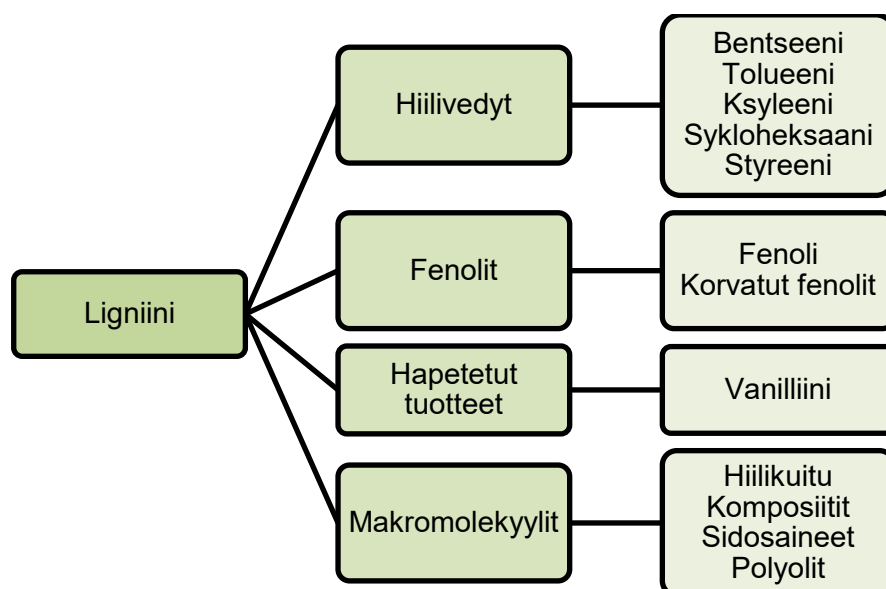 Ligniini
Hiilivedyt
Bentseeni
Tolueeni
Ksyleeni
Sykloheksaani
Styreeni
Fenolit
Fenoli
Korvatut fenolit
Hapetetut
tuotteet
Vanilliini
Makromolekyylit
Hiilikuitu
Komposiitit
Sidosaineet
Polyolit